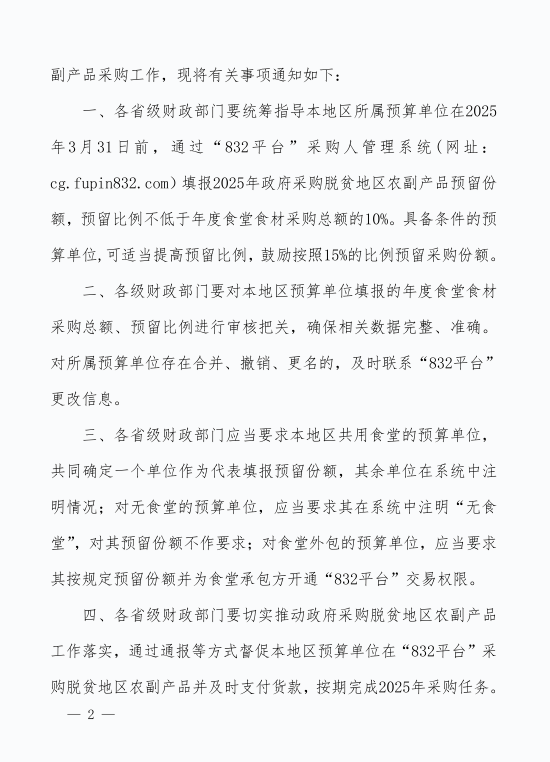 副产品采购工作，现将有关事项通知如下：
一、各省级财政部门要统筹指导本地区所属预算单位在2025
年3月31日前，通过“832平台”采购人管理系统(网址：
cg.fupin832.com）填报2025年政府采购脱贫地区农副产品预留份
额，预留比例不低于年度食堂食材采购总额的10%。具备条件的预
算单位,可适当提高预留比例，鼓励按照15%的比例预留采购份额。
二、各级财政部门要对本地区预算单位填报的年度食堂食材
采购总额、预留比例进行审核把关，确保相关数据完整、准确。
对所属预算单位存在合并、撤销、更名的，及时联系“832平台”
更改信息。
三、各省级财政部门应当要求本地区共用食堂的预算单位，
共同确定一个单位作为代表填报预留份额，其余单位在系统中注
明情况；对无食堂的预算单位，应当要求其在系统中注明“无食
堂”，对其预留份额不作要求；对食堂外包的预算单位，应当要求
其按规定预留份额并为食堂承包方开通“832平台”交易权限。
四、各省级财政部门要切实推动政府采购脱贫地区农副产品
工作落实，通过通报等方式督促本地区预算单位在“832平台”采
购脱贫地区农副产品并及时支付货款，按期完成2025年采购任务。
— 2 —